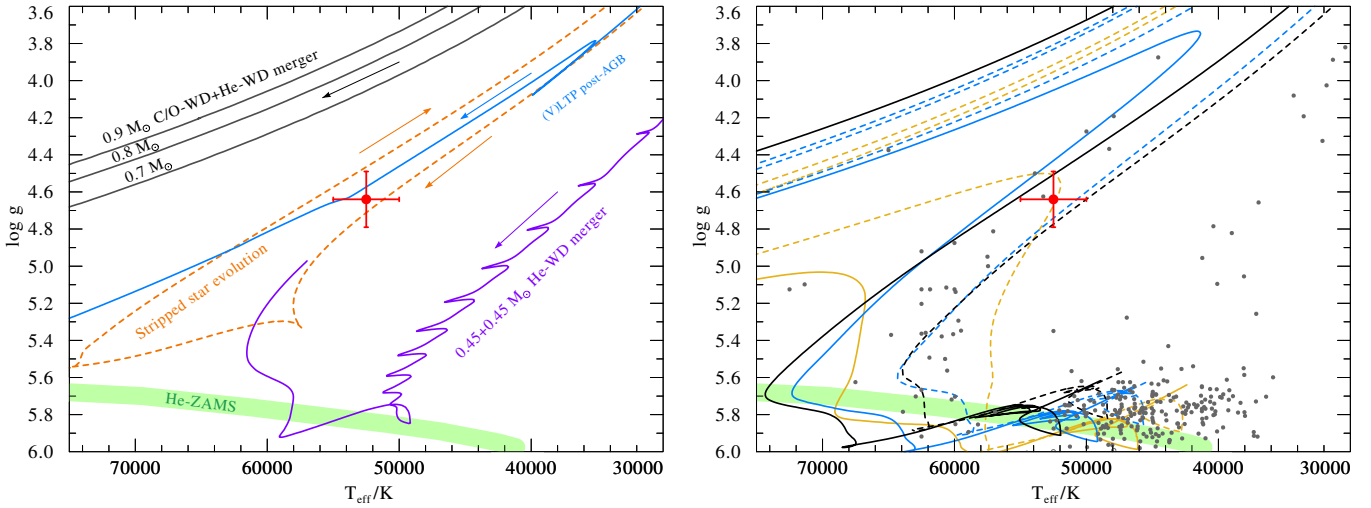 3.6
3.8
4.0
4.2
4.4
4.6
4.8
5.0
5.2
5.4
5.6
5.8
6.0
log g
70000 60000 50000 40000 30000
T_eff/K
0.9 M⊙ C/O-WD+He-WD merger
0.8 M⊙
0.7 M⊙
(V)LTP post-AGB
Stripped star evolution
0.45+0.45 M⊙ He-WD merger
He-ZAMS
3.6
3.8
4.0
4.2
4.4
4.6
4.8
5.0
5.2
5.4
5.6
5.8
6.0
log g
70000 60000 50000 40000 30000
T_eff/K